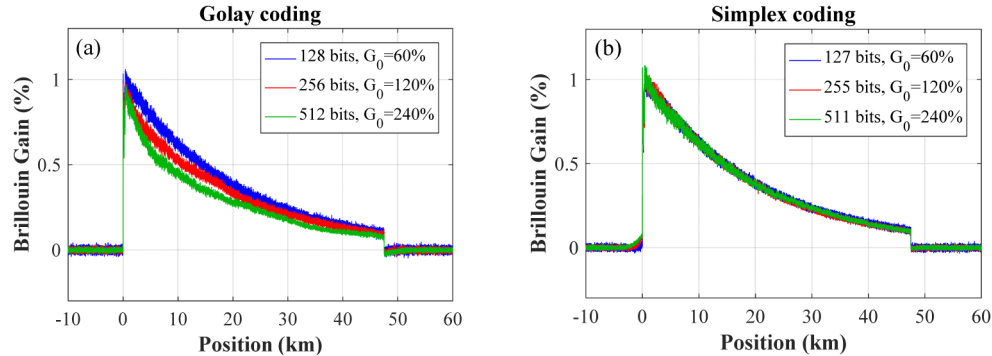 Golay coding
(a)
128 bits, G0=60%
256 bits, G0=120%
512 bits, G0=240%
Brillouin Gain (%)
1
0.5
0
-10 0 10 20 30 40 50 60
Position (km)
Simplex coding
(b)
127 bits, G0=60%
255 bits, G0=120%
511 bits, G0=240%
Brillouin Gain (%)
1
0.5
0
-10 0 10 20 30 40 50 60
Position (km)